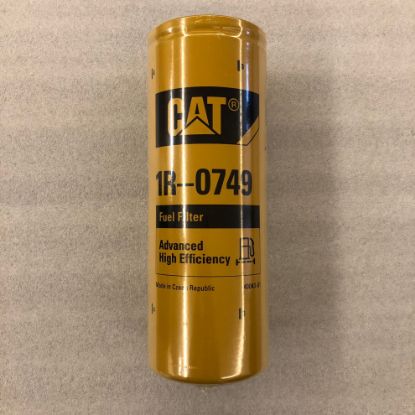 CAT®
1R--0749
Fuel Filter
Advanced
High Efficiency
Made in Czech Republic